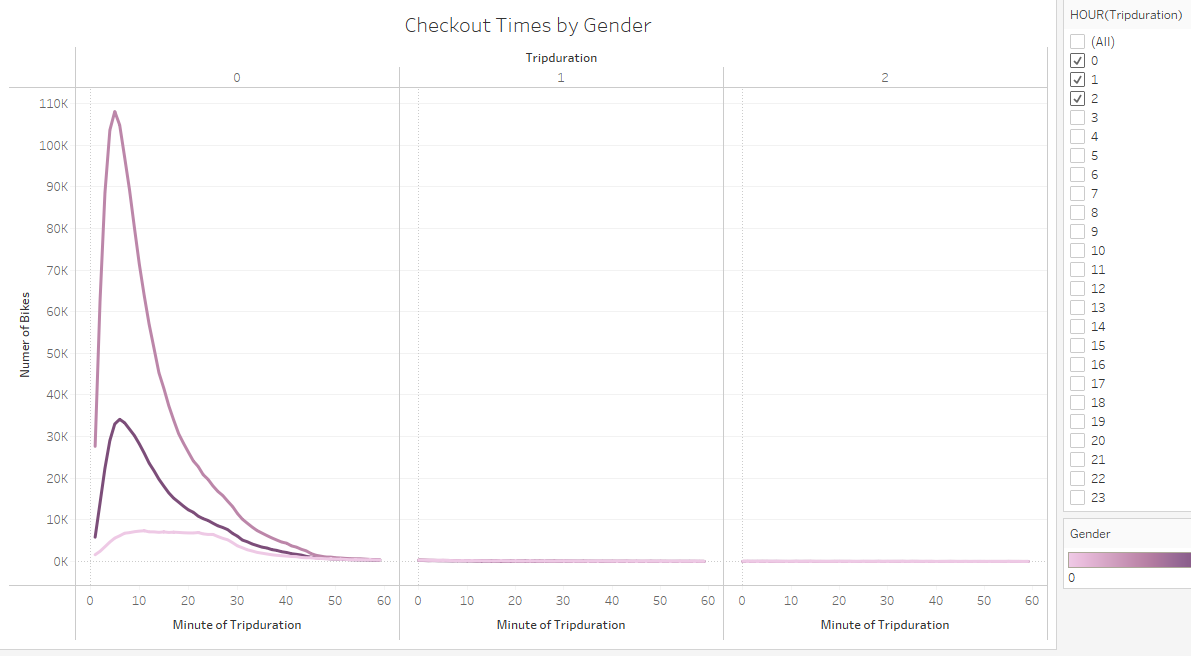 Checkout Times by Gender
Tripduration
0 1 2
110K
100K
90K
80K
70K
60K
50K
40K
30K
20K
10K
0K
Numer of Bikes
0 10 20 30 40 50 60 0 10 20 30 40 50 60 0 10 20 30 40 50 60
Minute of Tripduration Minute of Tripduration Minute of Tripduration
HOUR(Tripduration)
(All)
0
1
2
3
4
5
6
7
8
9
10
11
12
13
14
15
16
17
18
19
20
21
22
23
Gender
0